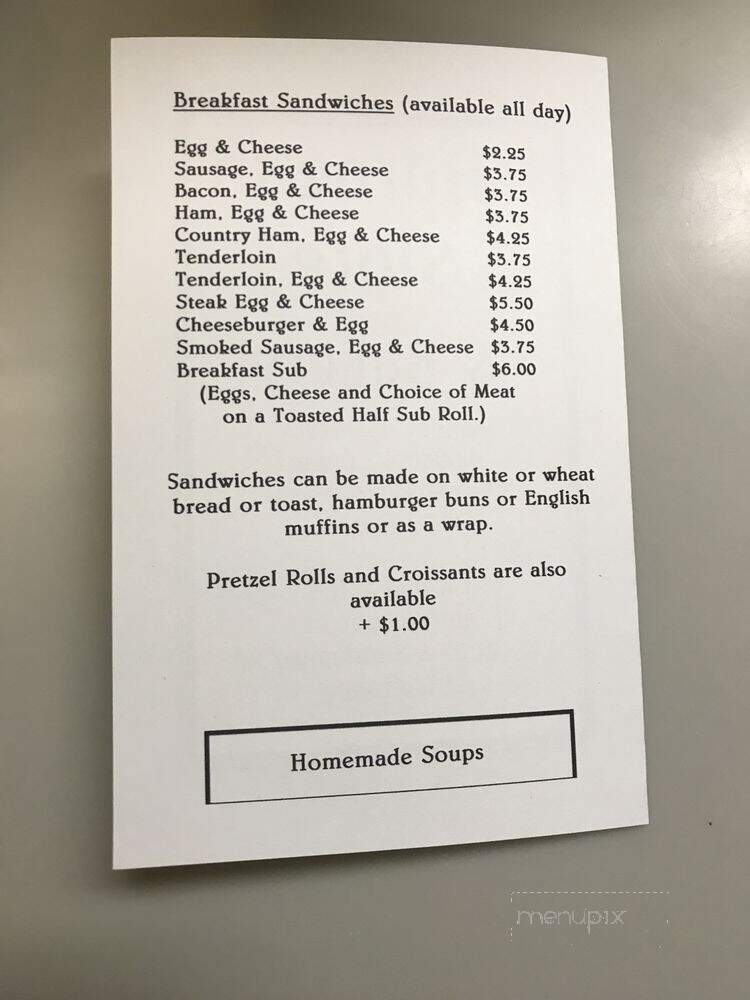 Breakfast Sandwiches (available all day)
Egg & Cheese $2.25
Sausage, Egg & Cheese $3.75
Bacon, Egg & Cheese $3.75
Ham, Egg & Cheese $3.75
Country Ham, Egg & Cheese $4.25
Tenderloin $3.75
Tenderloin, Egg & Cheese $4.25
Steak Egg & Cheese $5.50
Cheeseburger & Egg $4.50
Smoked Sausage, Egg & Cheese $3.75
Breakfast Sub $6.00
(Eggs, Cheese and Choice of Meat
on a Toasted Half Sub Roll.)
Sandwiches can be made on white or wheat
bread or toast, hamburger buns or English
muffins or as a wrap.
Pretzel Rolls and Croissants are also
available
+ $1.00
Homemade Soups
menupix